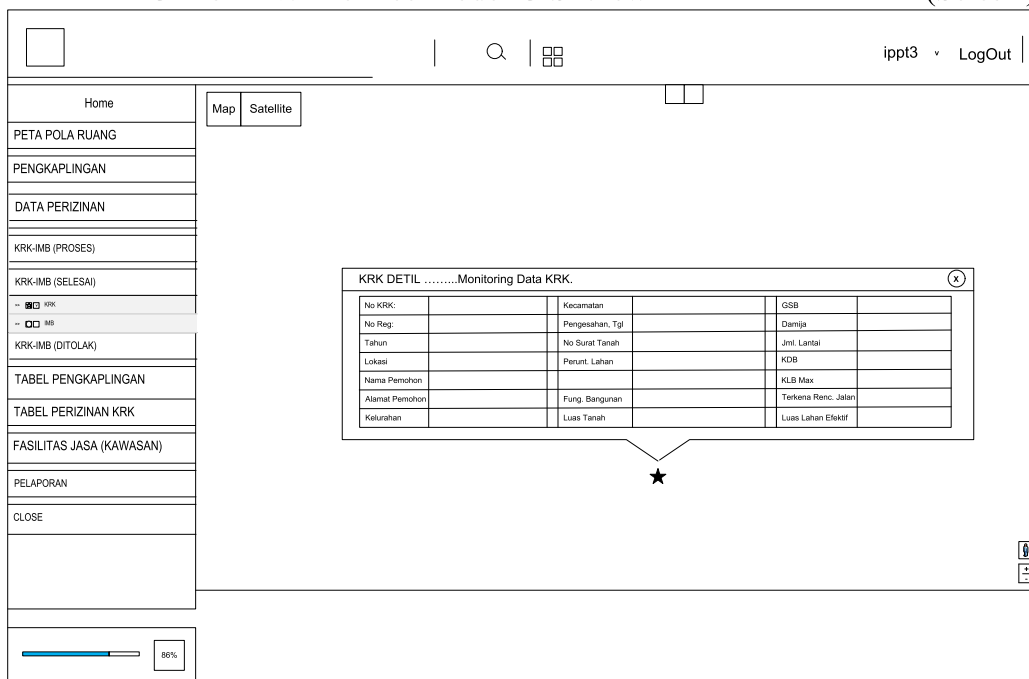 ippt3 v LogOut
Home
PETA POLA RUANG
PENGKAPLINGAN
DATA PERIZINAN
KRK-IMB (PROSES)
KRK-IMB (SELESAI)
-- KRK
-- IMB
KRK-IMB (DITOLAK)
TABEL PENGKAPLINGAN
TABEL PERIZINAN KRK
FASILITAS JASA (KAWASAN)
PELAPORAN
CLOSE
86%
Map Satellite
KRK DETIL ……...Monitoring Data KRK. x
No KRK: Kecamatan GSB
No Reg: Pengesahan, Tgl Damija
Tahun No Surat Tanah Jml. Lantai
Lokasi Perunt. Lahan KDB
Nama Pemohon KLB Max
Alamat Pemohon Fung. Bangunan Terkena Renc. Jalan
Kelurahan Luas Tanah Luas Lahan Efektif
+
-